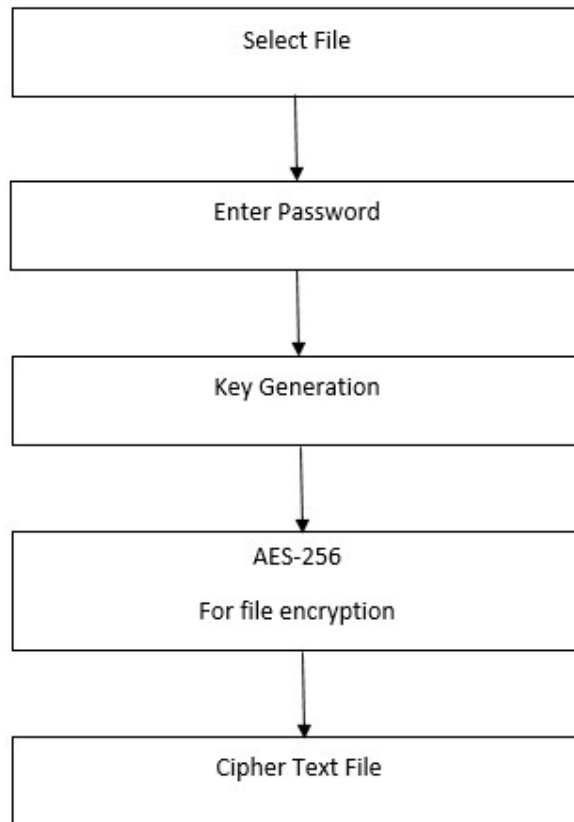 Select File
Enter Password
Key Generation
AES-256
For file encryption
Cipher Text File